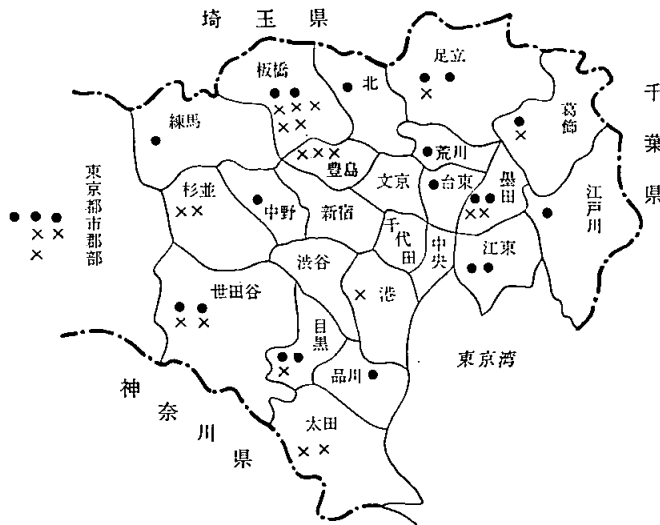 埼玉県
足立
板橋
北
千葉県
葛飾
練馬
荒川
豊島
文京
台東
墨田
東京都市郡部
杉並
中野
新宿
千代田
中央
江戸川
江東
渋谷
世田谷
港
目黒
品川
東京湾
神奈川県
太田